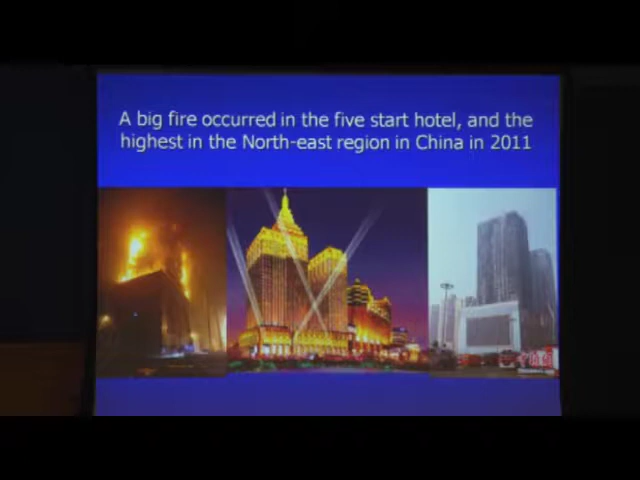 A big fire occurred in the five start hotel, and the
highest in the North-east region in China in 2011